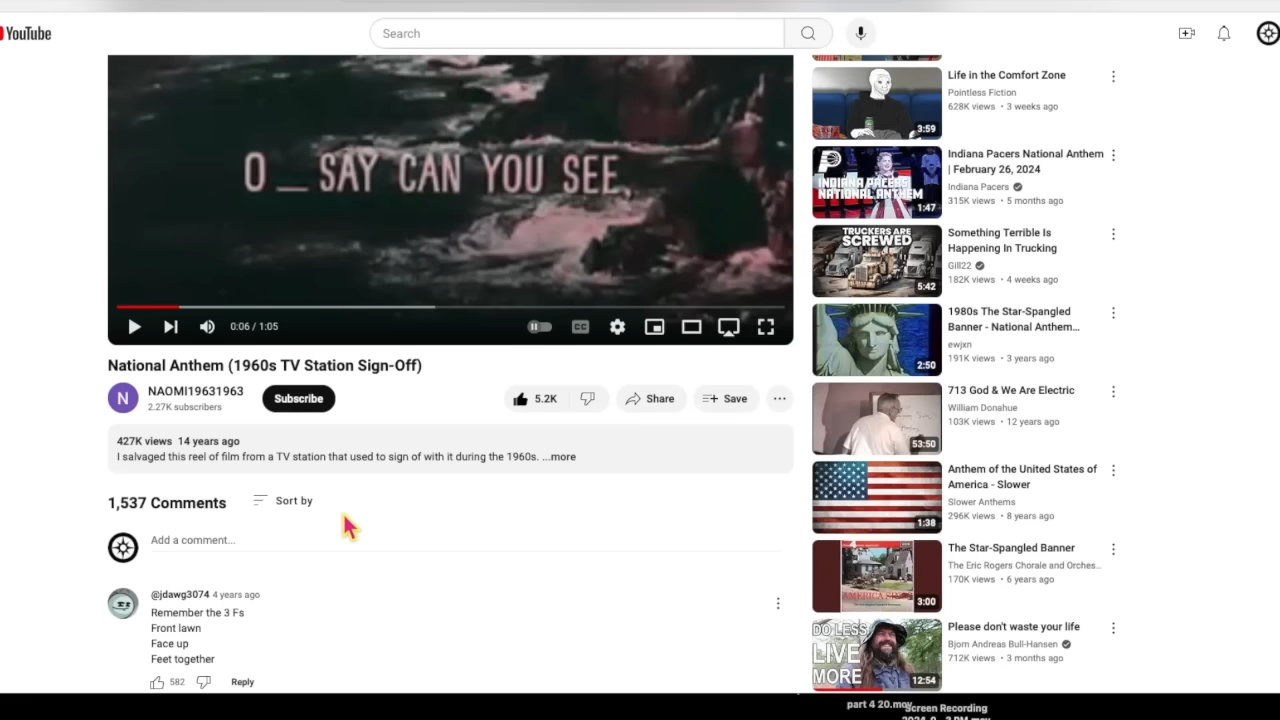 YouTube
Search
O _ SAY CAN YOU SEE,
0:06 / 1:05
CC
National Anthem (1960s TV Station Sign-Off)
N
NAOMI19631963
2.27K subscribers
Subscribe
5.2K
Share
Save
427K views 14 years ago
I salvaged this reel of film from a TV station that used to sign of with it during the 1960s. ...more
1,537 Comments
Sort by
Add a comment...
@jdawg3074 4 years ago
Remember the 3 Fs
Front lawn
Face up
Feet together
582
Reply
3:59
Life in the Comfort Zone
Pointless Fiction
628K views • 3 weeks ago
INDIANA PACERS
NATIONAL ANTHEM
1:47
Indiana Pacers National Anthem
| February 26, 2024
Indiana Pacers
315K views • 5 months ago
TRUCKERS ARE
SCREWED
5:42
Something Terrible Is
Happening In Trucking
Gill22
182K views • 4 weeks ago
2:50
1980s The Star-Spangled
Banner - National Anthem...
ewjxn
191K views • 3 years ago
53:50
713 God & We Are Electric
William Donahue
103K views • 12 years ago
1:38
Anthem of the United States of
America - Slower
Slower Anthems
296K views • 8 years ago
3:00
The Star-Spangled Banner
The Eric Rogers Chorale and Orches...
170K views • 6 years ago
DO LESS
LIVE
MORE
12:54
Please don't waste your life
Bjorn Andreas Bull-Hansen
712K views • 3 months ago
part 4 20.mov
Screen Recording